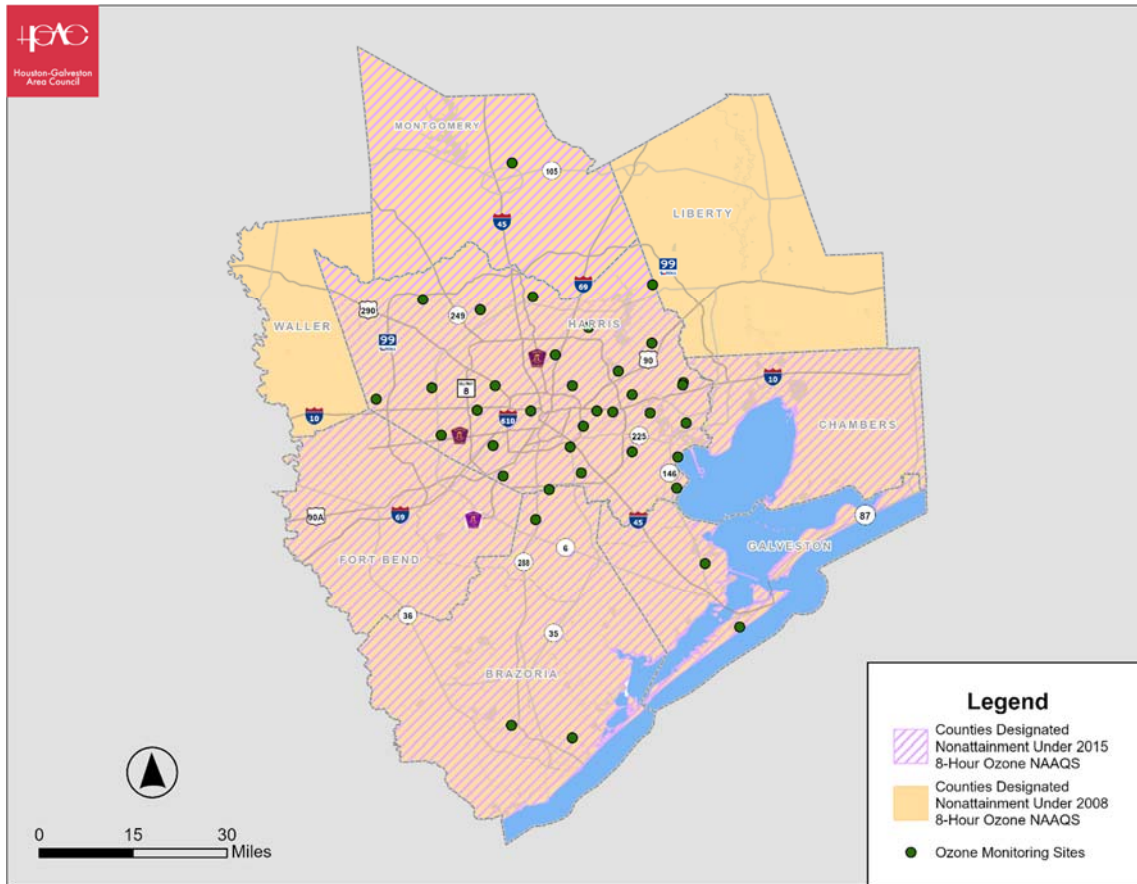 Houston-Galveston
Area Council
MONTGOMERY
105
LIBERTY
45
99
69
290
249
HARRIS
WALLER
99
90
8
10
10
610
CHAMBERS
225
146
90A
69
45
87
GALVESTON
FORT BEND
6
288
36
35
BRAZORIA
Legend
Counties Designated
Nonattainment Under 2015
8-Hour Ozone NAAQS
Counties Designated
Nonattainment Under 2008
8-Hour Ozone NAAQS
Ozone Monitoring Sites
0
15
30
Miles